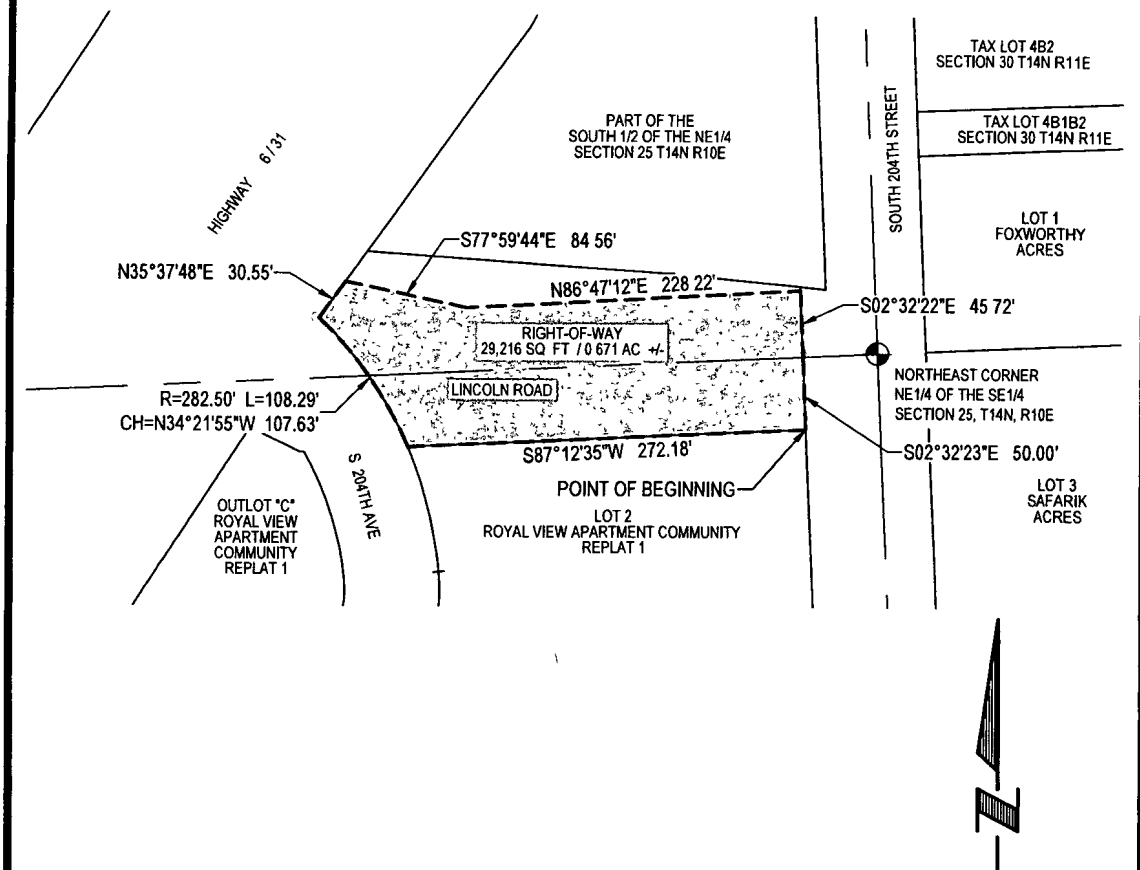 TAX LOT 4B2
SECTION 30 T14N R11E
PART OF THE
SOUTH 1/2 OF THE NE1/4
SECTION 25 T14N R10E
TAX LOT 4B1B2
SECTION 30 T14N R11E
HIGHWAY 6/31
SOUTH 204TH STREET
LOT 1
FOXWORTHY
ACRES
S77°59'44"E 84 56'
N35°37'48"E 30.55'
N86°47'12"E 228 22'
S02°32'22"E 45 72'
RIGHT-OF-WAY
29,216 SQ FT / 0 671 AC +/-
LINCOLN ROAD
NORTHEAST CORNER
NE1/4 OF THE SE1/4
SECTION 25, T14N, R10E
R=282.50' L=108.29'
CH=N34°21'55"W 107.63'
S87°12'35"W 272.18'
S02°32'23"E 50.00'
POINT OF BEGINNING
S 204TH AVE
OUTLOT "C"
ROYAL VIEW
APARTMENT
COMMUNITY
REPLAT 1
LOT 2
ROYAL VIEW APARTMENT COMMUNITY
REPLAT 1
LOT 3
SAFARIK
ACRES
N